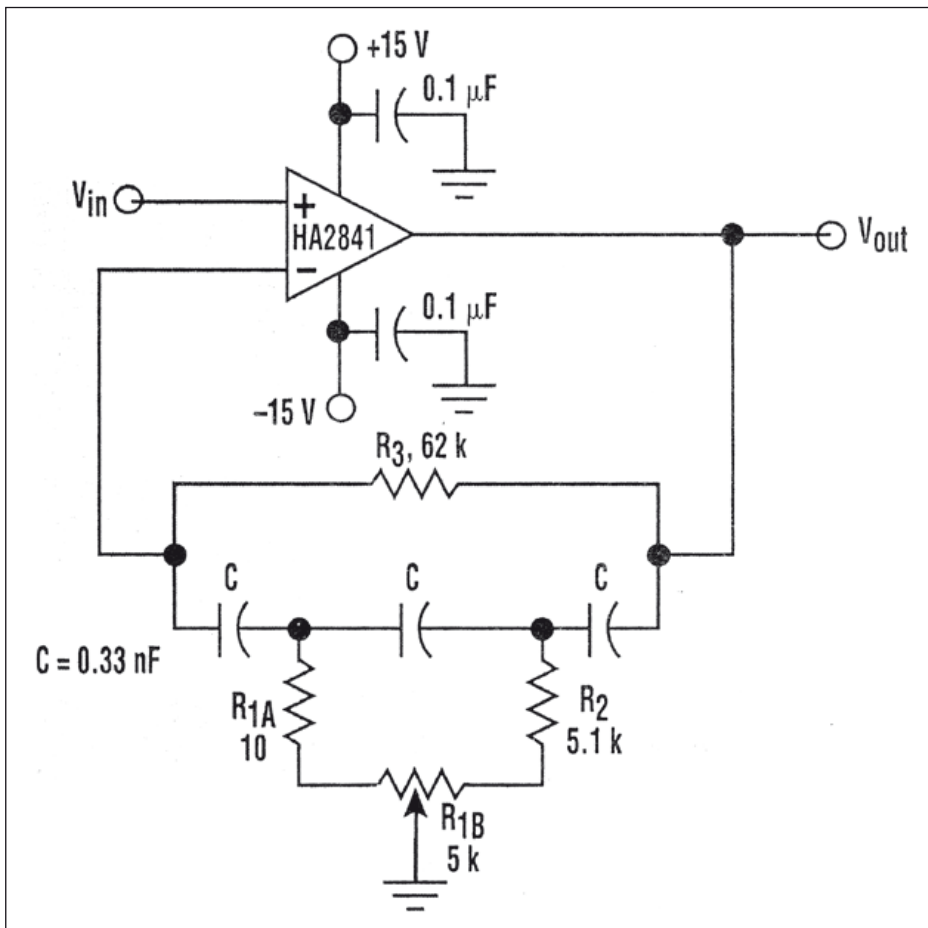 +15 V
0.1 μF
Vin
+
HA2841
−
Vout
0.1 μF
−15 V
R3, 62 k
C
C
C
C = 0.33 nF
R1A
10
R2
5.1 k
R1B
5 k